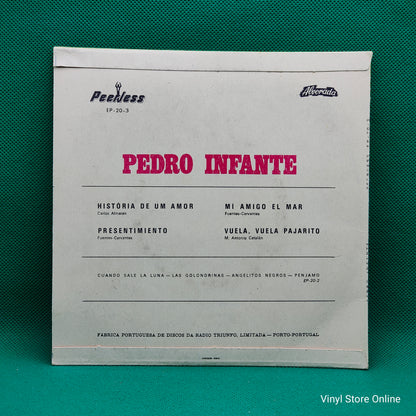 Peerless
EP-20-3
Alvorada
PEDRO INFANTE
HISTÓRIA DE UM AMOR
Carlos Almaran
MI AMIGO EL MAR
Fuentes-Cervantes
PRESENTIMIENTO
Fuentes-Cervantes
VUELA, VUELA PAJARITO
M. Antonia Catalán
CUANDO SALE LA LUNA — LAS GOLONDRINAS — ANGELITOS NEGROS — PENJAMO
EP-20-2
FABRICA PORTUGUESA DE DISCOS DA RADIO TRIUNFO, LIMITADA — PORTO-PORTUGAL
Vinyl Store Online